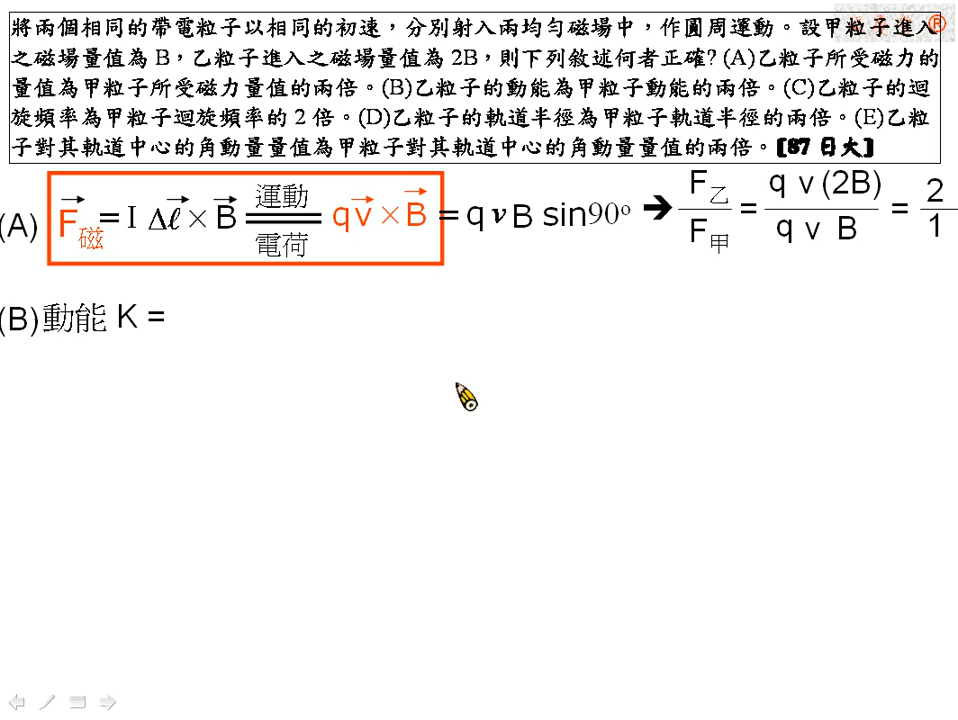 將兩個相同的帶電粒子以相同的初速，分別射入兩均勻磁場中，作圓周運動。設甲粒子進入
之磁場量值為 B，乙粒子進入之磁場量值為 2B，則下列敘述何者正確? (A)乙粒子所受磁力的
量值為甲粒子所受磁力量值的兩倍。(B)乙粒子的動能為甲粒子動能的兩倍。(C)乙粒子的迴
旋頻率為甲粒子迴旋頻率的 2 倍。(D)乙粒子的軌道半徑為甲粒子軌道半徑的兩倍。(E)乙粒
子對其軌道中心的角動量量值為甲粒子對其軌道中心的角動量量值的兩倍。【87 日大】
(A) F磁 = I Δℓ × B 運動 電荷 q v × B = q v B sin90° ➔ F乙 / F甲 = q v (2B) / q v B = 2 / 1
(B) 動能 K =